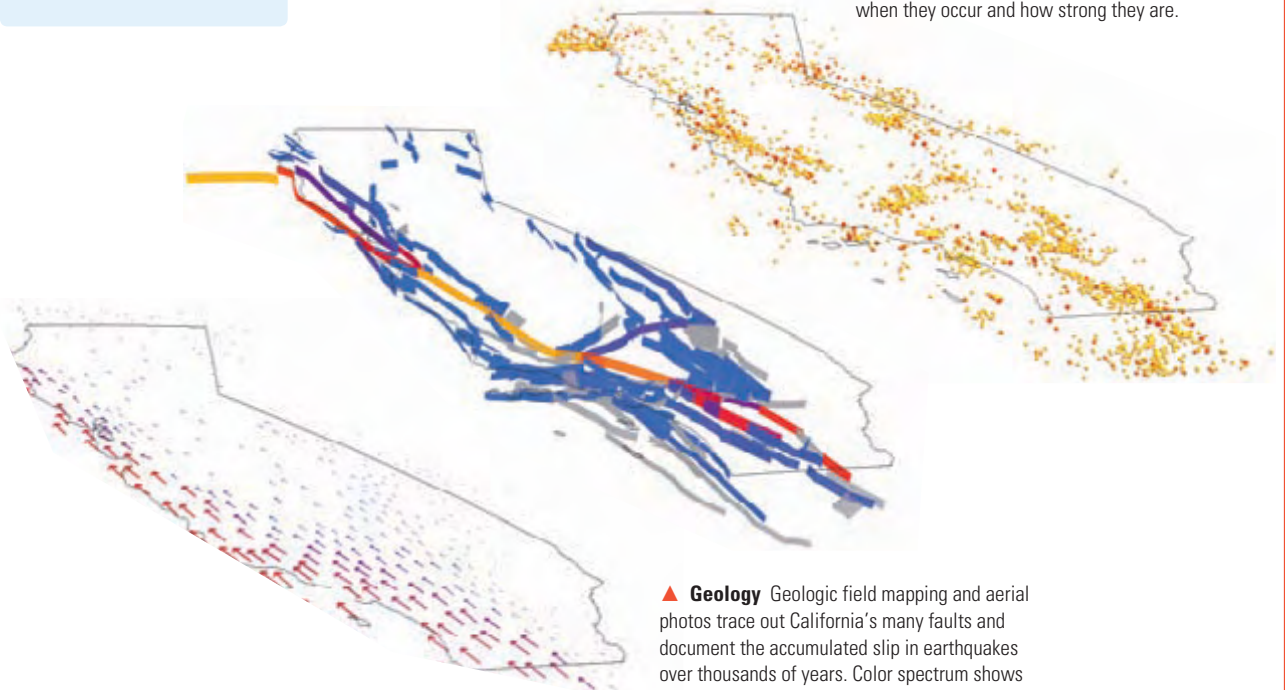 when they occur and how strong they are.
▲ Geology Geologic field mapping and aerial
photos trace out California's many faults and
document the accumulated slip in earthquakes
over thousands of years. Color spectrum shows